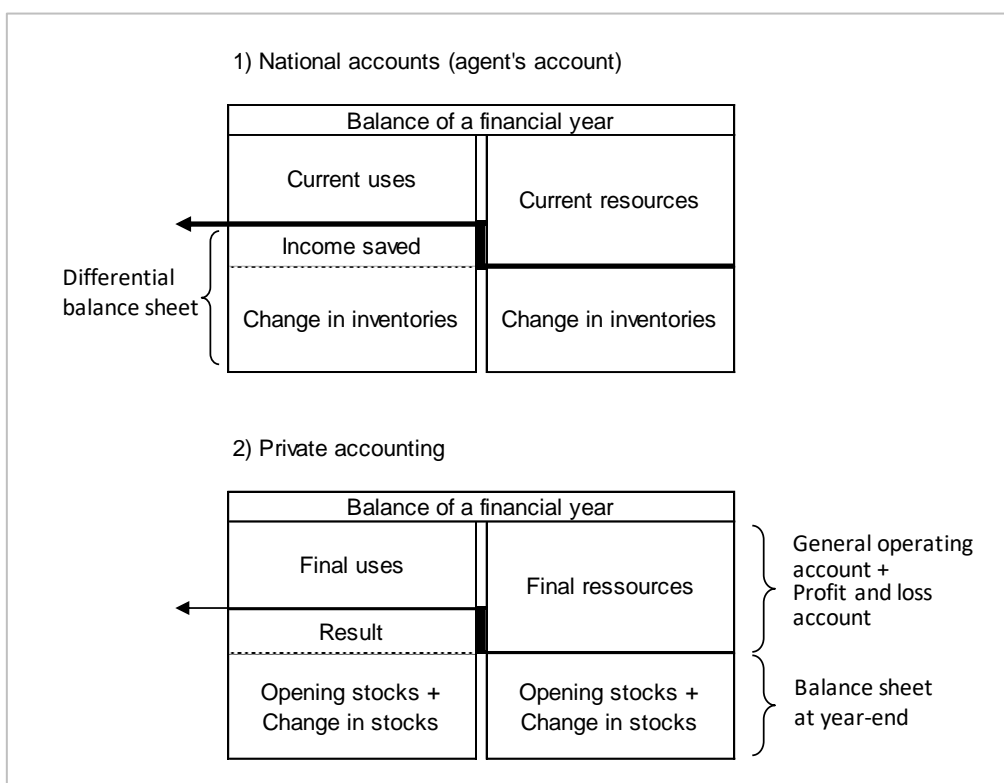 1) National accounts (agent's account)
Balance of a financial year
Current uses
Current resources
Income saved
Differential
balance sheet
Change in inventories
Change in inventories
2) Private accounting
Balance of a financial year
Final uses
Final ressources
General operating
account +
Profit and loss
account
Result
Opening stocks +
Change in stocks
Opening stocks +
Change in stocks
Balance sheet
at year-end